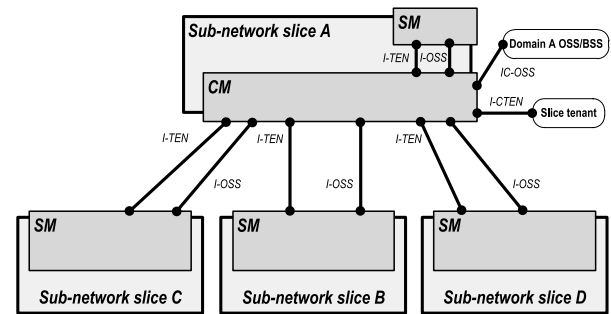 Sub-network slice A
SM
I-TEN
I-OSS
Domain A OSS/BSS
IC-OSS
CM
I-CTEN
Slice tenant
I-TEN
I-OSS
I-TEN
I-OSS
I-TEN
I-OSS
SM
Sub-network slice C
SM
Sub-network slice B
SM
Sub-network slice D